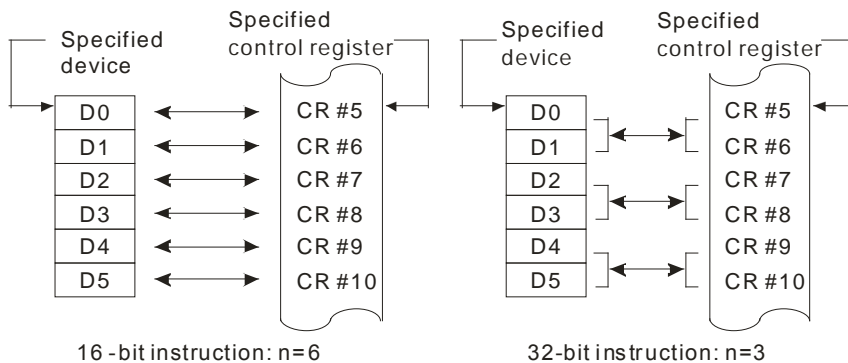 Specified
device
Specified
control register
D0
D1
D2
D3
D4
D5
CR #5
CR #6
CR #7
CR #8
CR #9
CR #10
16-bit instruction: n=6
Specified
device
Specified
control register
D0
D1
D2
D3
D4
D5
CR #5
CR #6
CR #7
CR #8
CR #9
CR #10
32-bit instruction: n=3